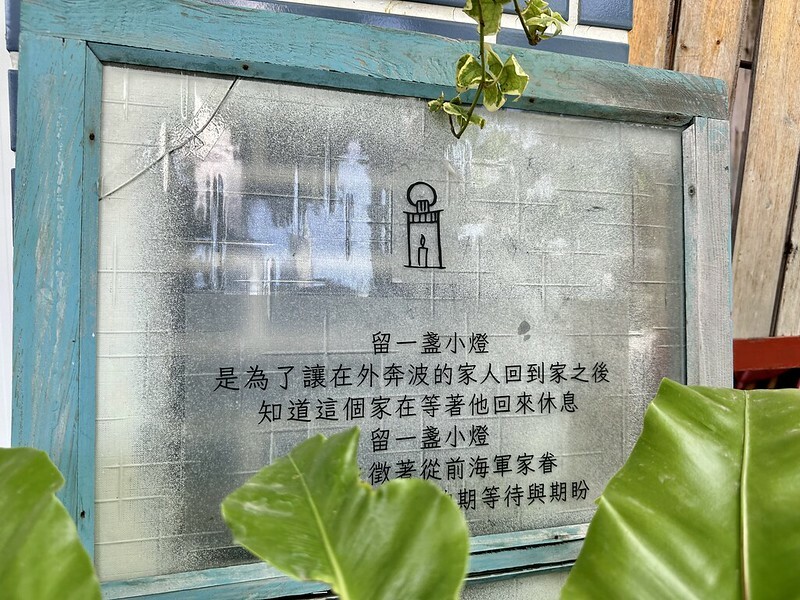 留一盞小燈
是為了讓在外奔波的家人回到家之後
知道這個家在等著他回來休息
留一盞小燈
徵著從前海軍家眷
期等待與期盼